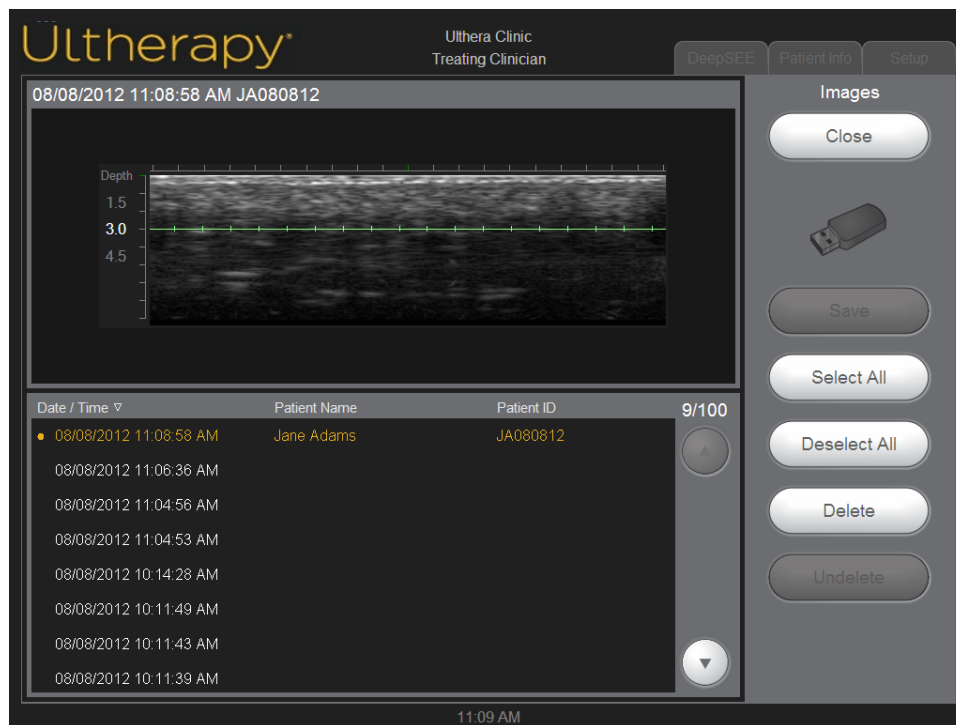 Ultherapy
Ulthera Clinic
Treating Clinician
DeepSEE
Patient Info
Setup
08/08/2012 11:08:58 AM JA080812
Depth
1.5
3.0
4.5
Images
Close
Save
Select All
Deselect All
Delete
Undelete
Date / Time ▽ Patient Name Patient ID 9/100
08/08/2012 11:08:58 AM Jane Adams JA080812
08/08/2012 11:06:36 AM
08/08/2012 11:04:56 AM
08/08/2012 11:04:53 AM
08/08/2012 10:14:28 AM
08/08/2012 10:11:49 AM
08/08/2012 10:11:43 AM
08/08/2012 10:11:39 AM
11:09 AM